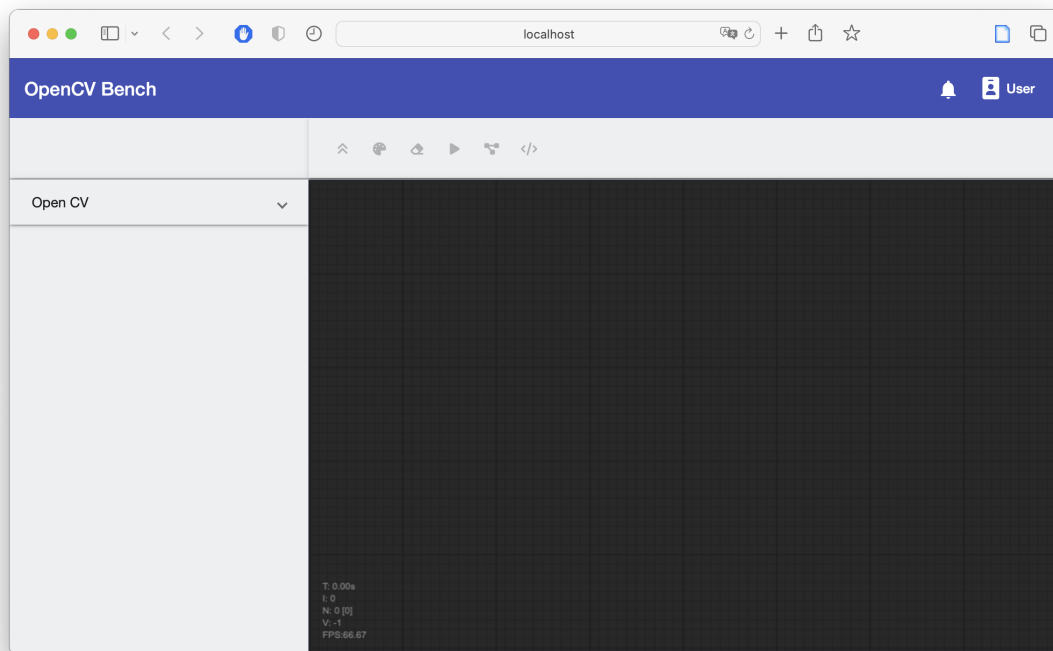 localhost
OpenCV Bench
User
Open CV
T: 0.00s
I: 0
N: 0 [0]
V: -1
FPS:66.67